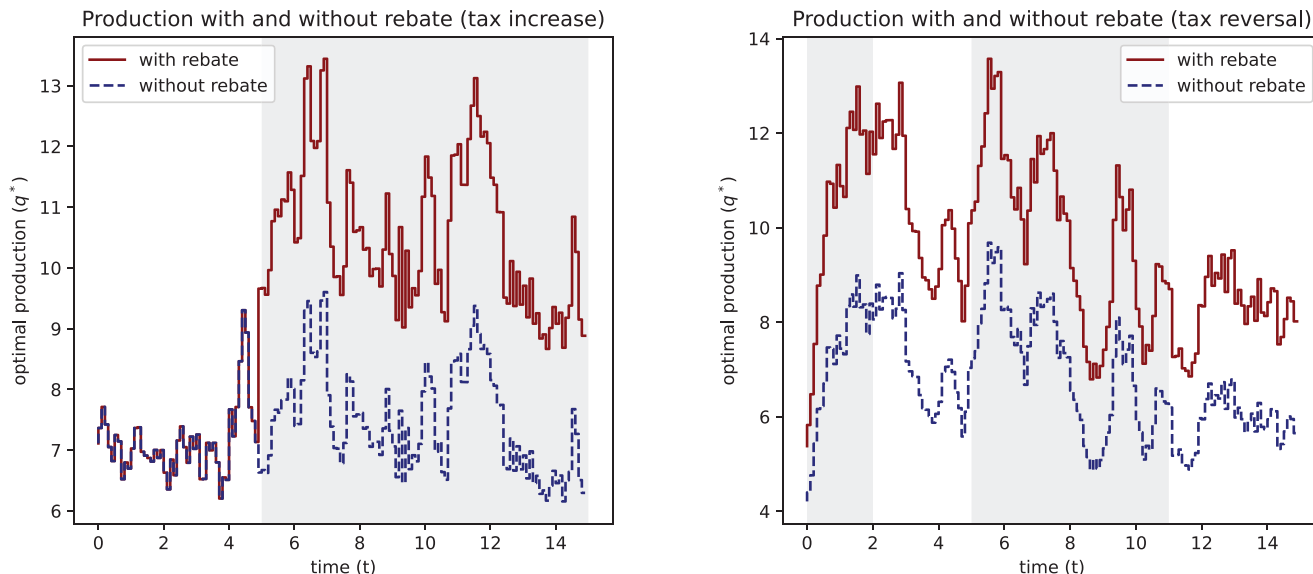 Production with and without rebate (tax increase)
with rebate
without rebate
optimal production (q*)
13
12
11
10
9
8
7
6
0 2 4 6 8 10 12 14
time (t)
Production with and without rebate (tax reversal)
with rebate
without rebate
optimal production (q*)
14
12
10
8
6
4
0 2 4 6 8 10 12 14
time (t)